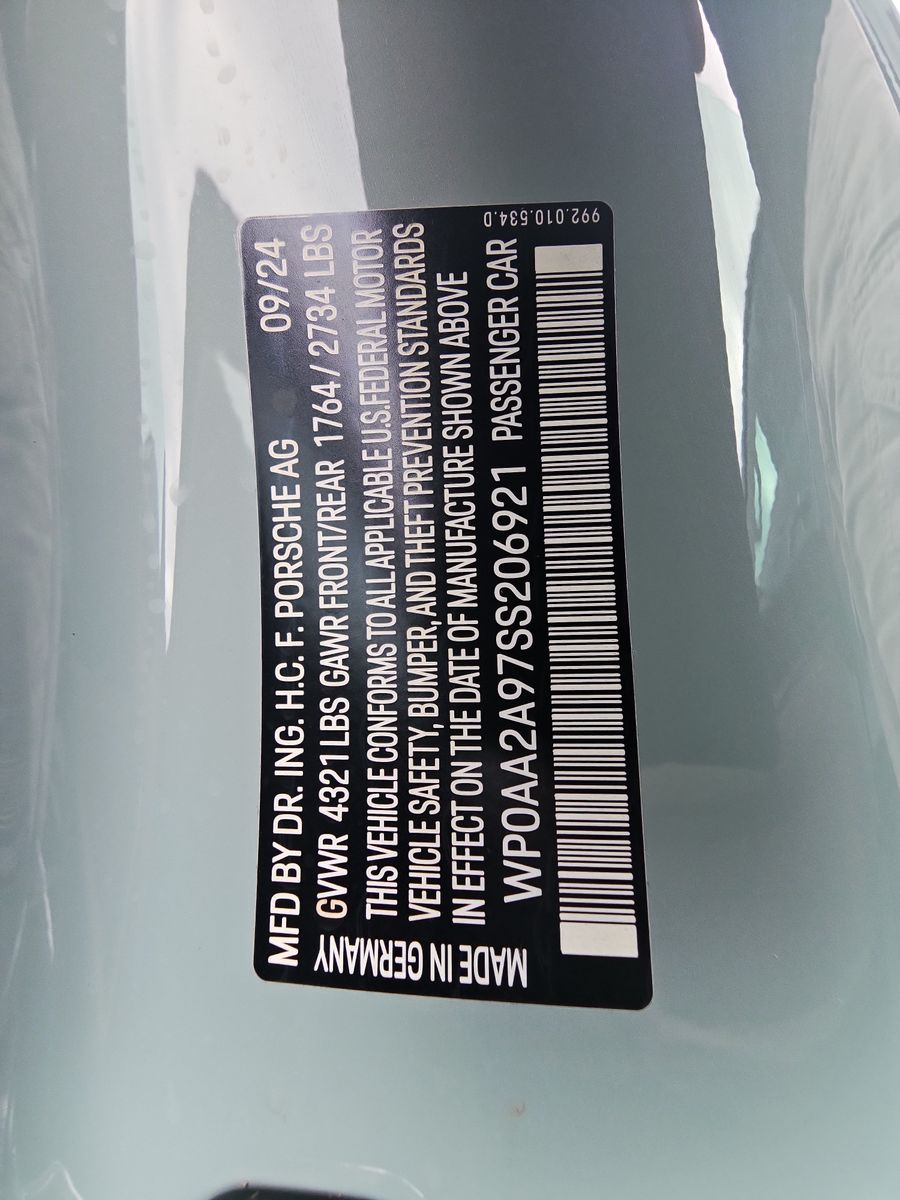 MFD BY DR. ING. H.C. F. PORSCHE AG 09/24
GVWR 4321 LBS GAWR FRONT/REAR 1764 / 2734 LBS
THIS VEHICLE CONFORMS TO ALL APPLICABLE U.S. FEDERAL MOTOR
VEHICLE SAFETY, BUMPER, AND THEFT PREVENTION STANDARDS
IN EFFECT ON THE DATE OF MANUFACTURE SHOWN ABOVE
WP0AA2A97SS206921 PASSENGER CAR
MADE IN GERMANY
992.010.534.D